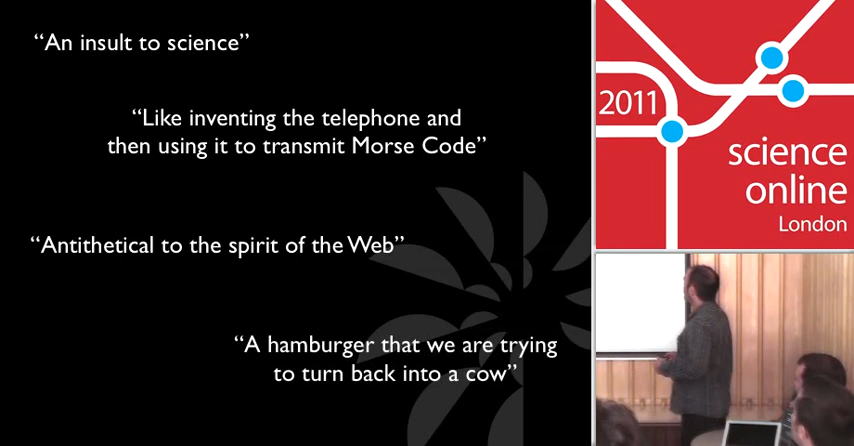 “An insult to science”
“Like inventing the telephone and
then using it to transmit Morse Code”
“Antithetical to the spirit of the Web”
“A hamburger that we are trying
to turn back into a cow”
2011
science
online
London